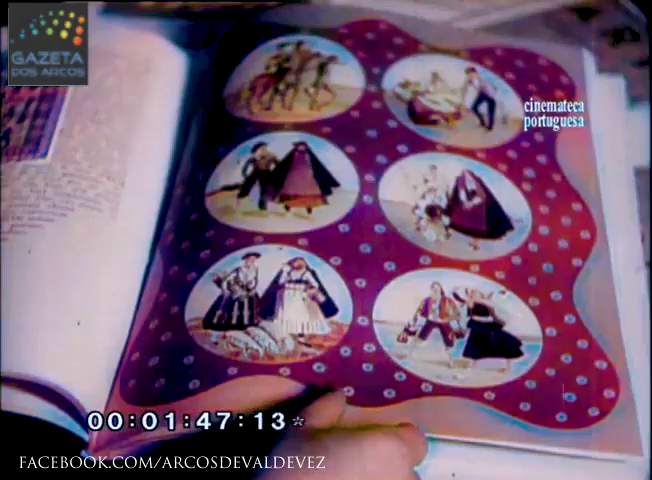 GAZETA
DOS ARCOS
cinemateca
portuguesa
00:01:47:13*
FACEBOOK.COM/ARCOSDEVALDEVEZ